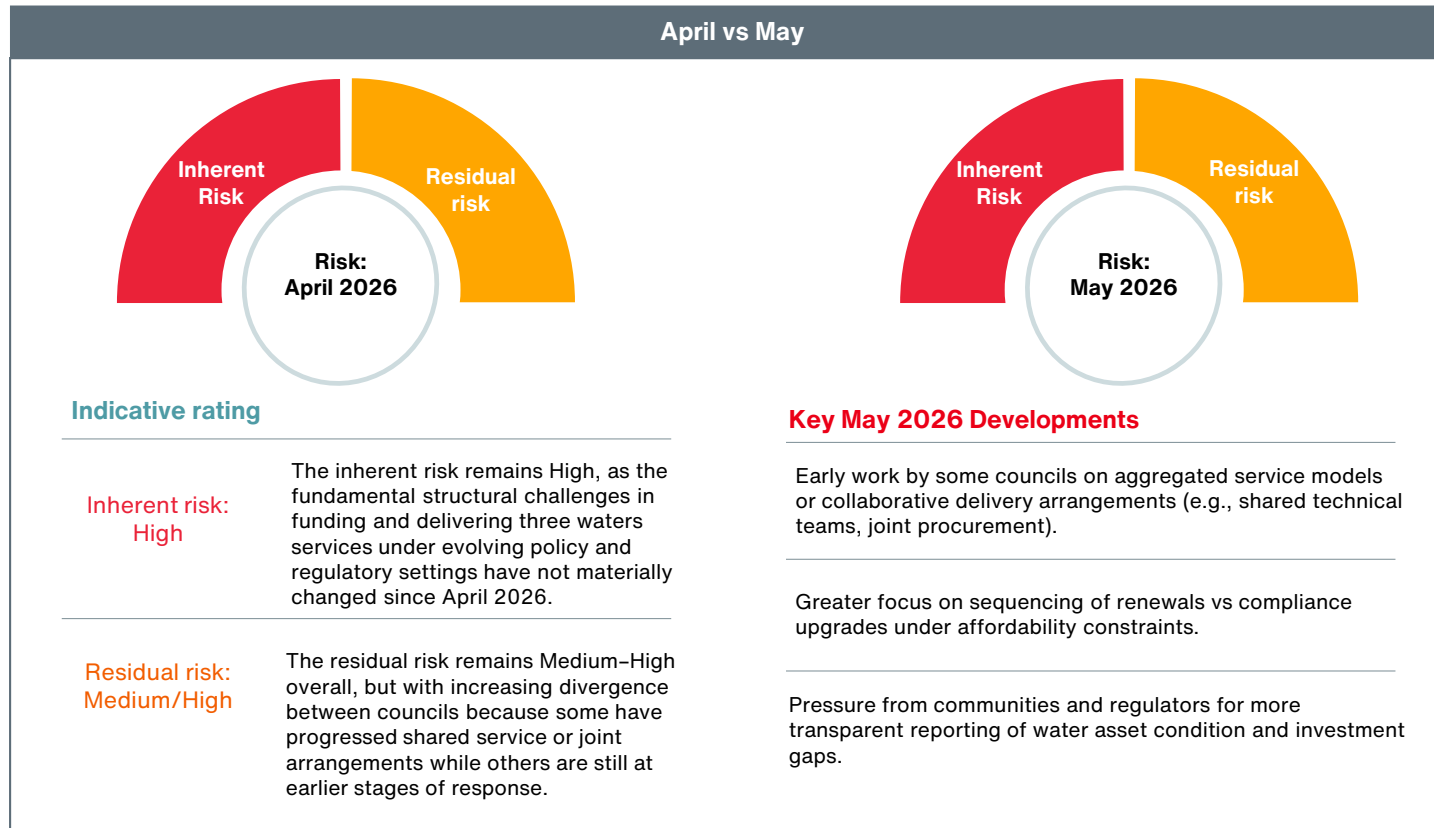 April vs May
Inherent
Risk
Residual
risk
Risk:
April 2026
Inherent
Risk
Residual
risk
Risk:
May 2026
Indicative rating
Inherent risk:
High
The inherent risk remains High, as the
fundamental structural challenges in
funding and delivering three waters
services under evolving policy and
regulatory settings have not materially
changed since April 2026.
Residual risk:
Medium/High
The residual risk remains Medium–High
overall, but with increasing divergence
between councils because some have
progressed shared service or joint
arrangements while others are still at
earlier stages of response.
Key May 2026 Developments
Early work by some councils on aggregated service models
or collaborative delivery arrangements (e.g., shared technical
teams, joint procurement).
Greater focus on sequencing of renewals vs compliance
upgrades under affordability constraints.
Pressure from communities and regulators for more
transparent reporting of water asset condition and investment
gaps.